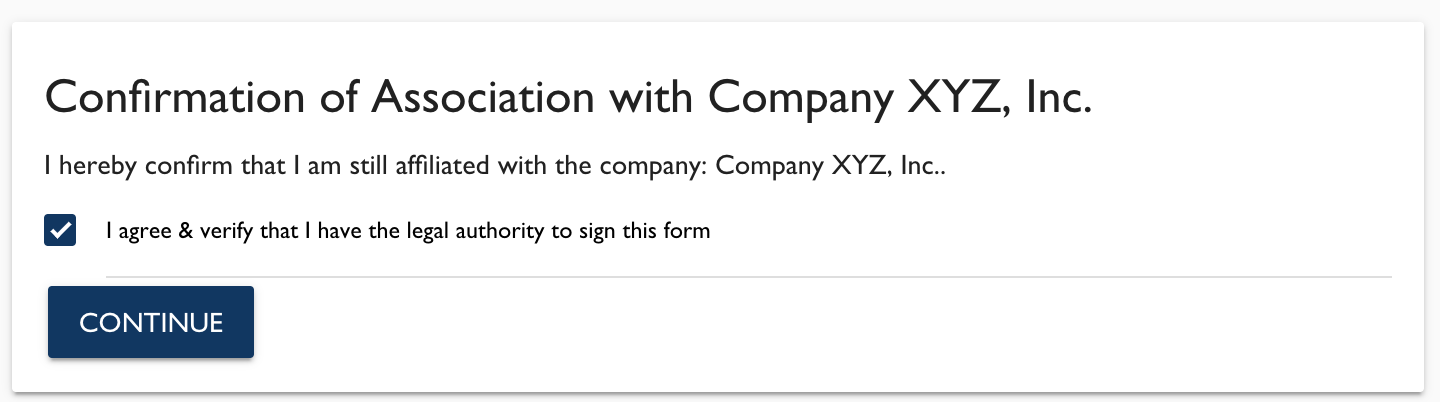 Confirmation of Association with Company XYZ, Inc.
I hereby confirm that I am still affiliated with the company: Company XYZ, Inc..
I agree & verify that I have the legal authority to sign this form
CONTINUE